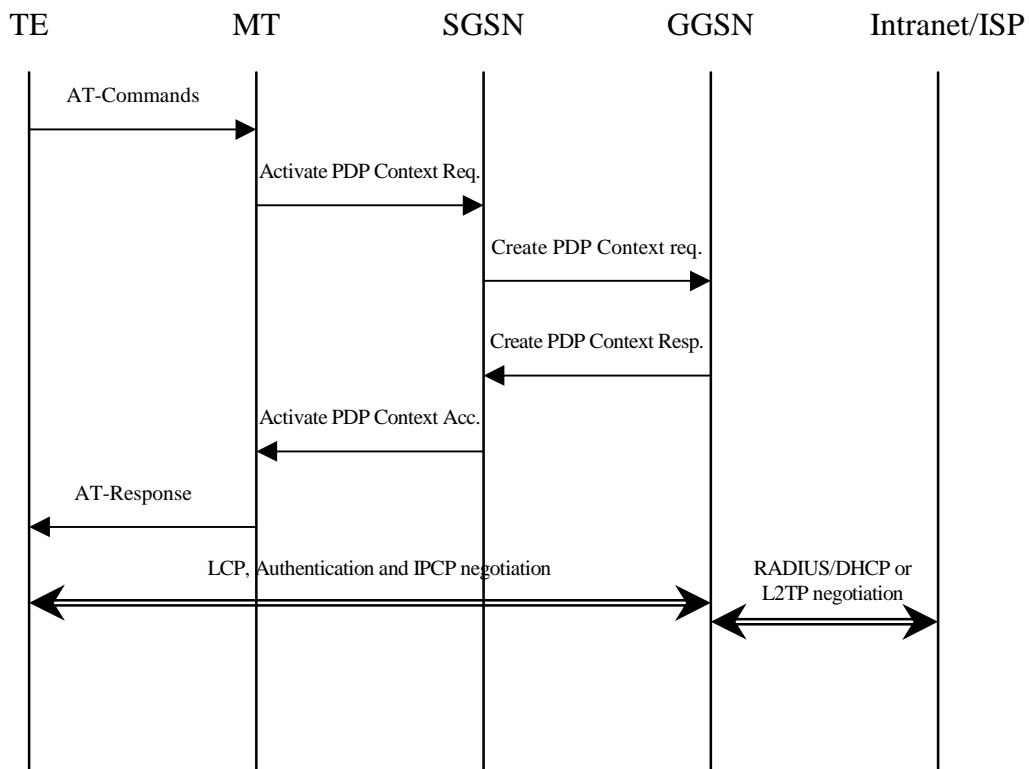 TE MT SGSN GGSN Intranet/ISP
AT-Commands
Activate PDP Context Req.
Create PDP Context req.
Create PDP Context Resp.
Activate PDP Context Acc.
AT-Response
LCP, Authentication and IPCP negotiation
RADIUS/DHCP or
L2TP negotiation